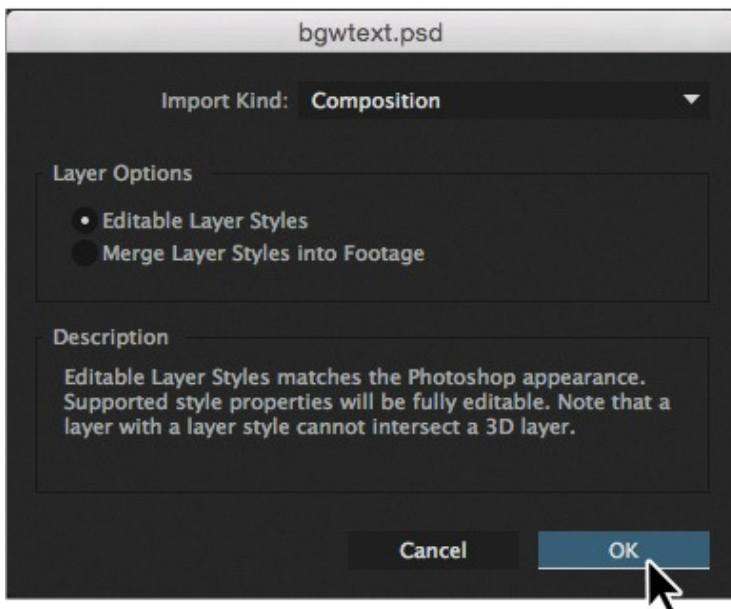 bgwtext.psd
Import Kind: Composition
Layer Options
Editable Layer Styles
Merge Layer Styles into Footage
Description
Editable Layer Styles matches the Photoshop appearance.
Supported style properties will be fully editable. Note that a
layer with a layer style cannot intersect a 3D layer.
Cancel OK